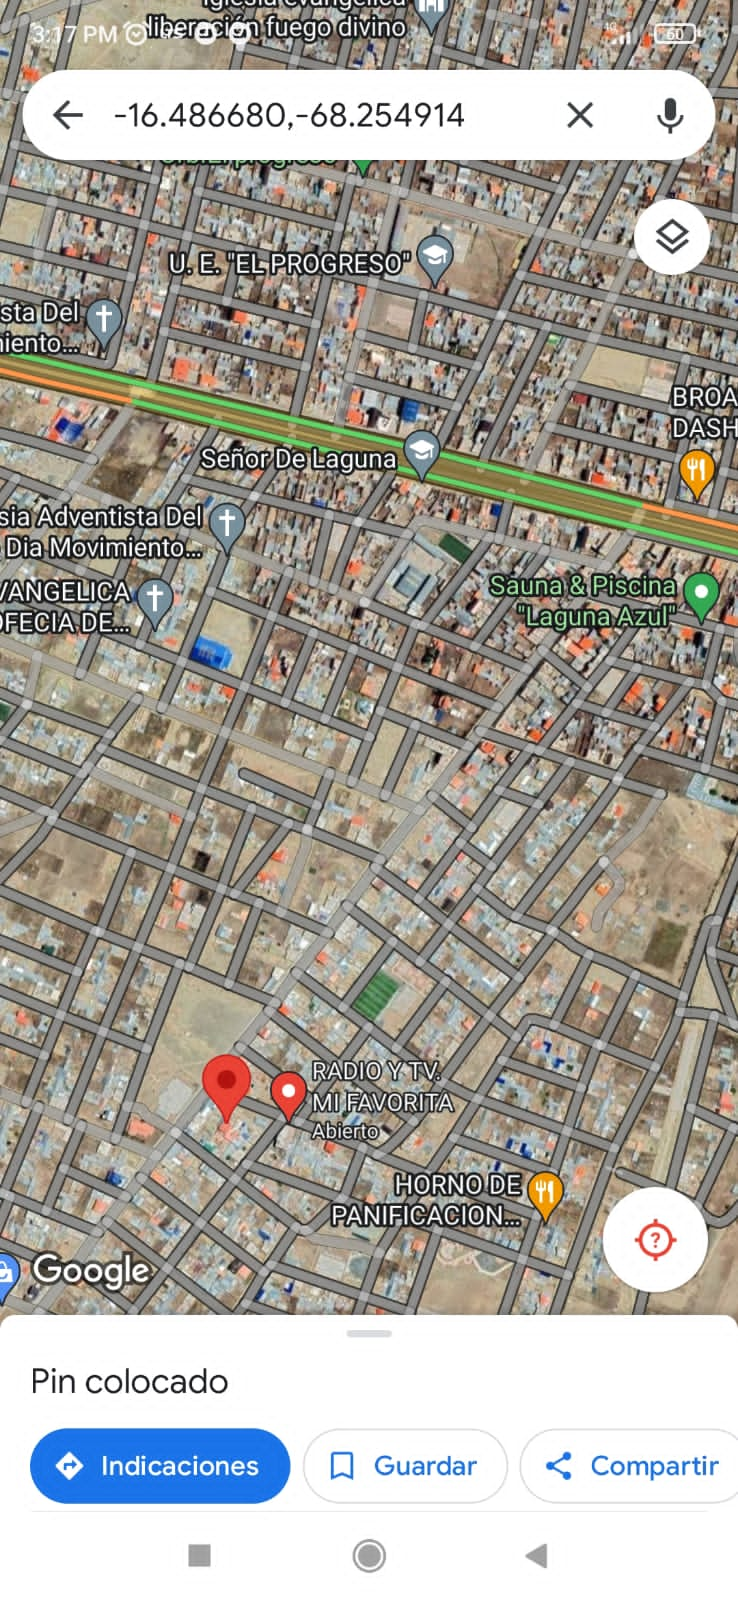 liberación fuego divino
3:17 PM
4G
60
-16.486680,-68.254914
U. E. "EL PROGRESO"
sta Del
iento...
BROA
DASH
Señor De Laguna
sia Adventista Del
Dia Movimiento...
VANGELICA
OFECIA DE...
Sauna & Piscina
"Laguna Azul"
RADIO Y TV.
MI FAVORITA
Abierto
HORNO DE
PANIFICACION...
?
Google
Pin colocado
Indicaciones
Guardar
Compartir